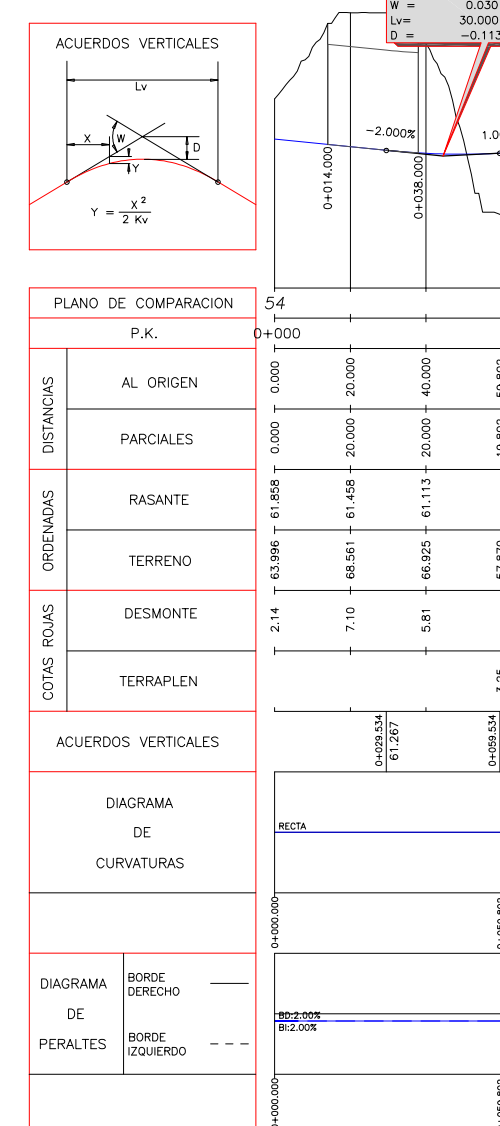 W = 0.030
Lv= 30.000
D = -0.113
ACUERDOS VERTICALES
Lv
X
W
D
Y
Y = X 2
2 Kv
-2.000%
1.0
0+014.000
0+038.000
PLANO DE COMPARACION 54
P.K. 0+000
DISTANCIAS
AL ORIGEN 0.000 20.000 40.000
PARCIALES 0.000 20.000 20.000
ORDENADAS
RASANTE 61.858 61.458 61.113
TERRENO 63.996 68.561 66.925
COTAS ROJAS
DESMONTE 2.14 7.10 5.81
TERRAPLEN
ACUERDOS VERTICALES 0+029.534 61.267 0+059.534
DIAGRAMA
DE
CURVATURAS
RECTA
0+000.000
DIAGRAMA
DE
PERALTES
BORDE
DERECHO
BORDE
IZQUIERDO
BD:2.00%
BI:2.00%
0+000.000